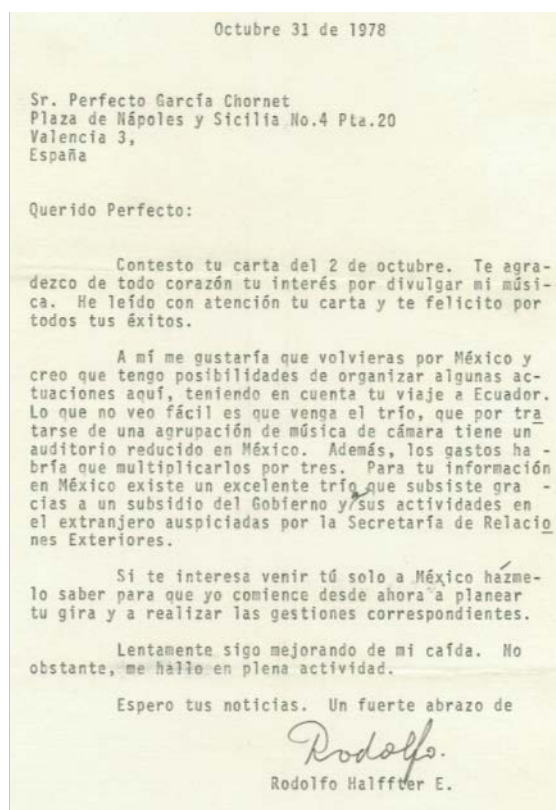 Octubre 31 de 1978
Sr. Perfecto García Chornet
Plaza de Nápoles y Sicilia No.4 Pta.20
Valencia 3,
España
Querido Perfecto:
Contesto tu carta del 2 de octubre. Te agra-
dezco de todo corazón tu interés por divulgar mi músi-
ca. He leído con atención tu carta y te felicito por
todos tus éxitos.
A mí me gustaría que volvieras por México y
creo que tengo posibilidades de organizar algunas ac-
tuaciones aquí, teniendo en cuenta tu viaje a Ecuador.
Lo que no veo fácil es que venga el trío, que por tra
tarse de una agrupación de música de cámara tiene un
auditorio reducido en México. Además, los gastos ha -
bría que multiplicarlos por tres. Para tu información
en México existe un excelente trío que subsiste gra -
cias a un subsidio del Gobierno y a sus actividades en
el extranjero auspiciadas por la Secretaría de Relacio
nes Exteriores.
Si te interesa venir tú solo a México házme-
lo saber para que yo comience desde ahora a planear
tu gira y a realizar las gestiones correspondientes.
Lentamente sigo mejorando de mi caída. No
obstante, me hallo en plena actividad.
Espero tus noticias. Un fuerte abrazo de
Rodolfo.
Rodolfo Halffter E.